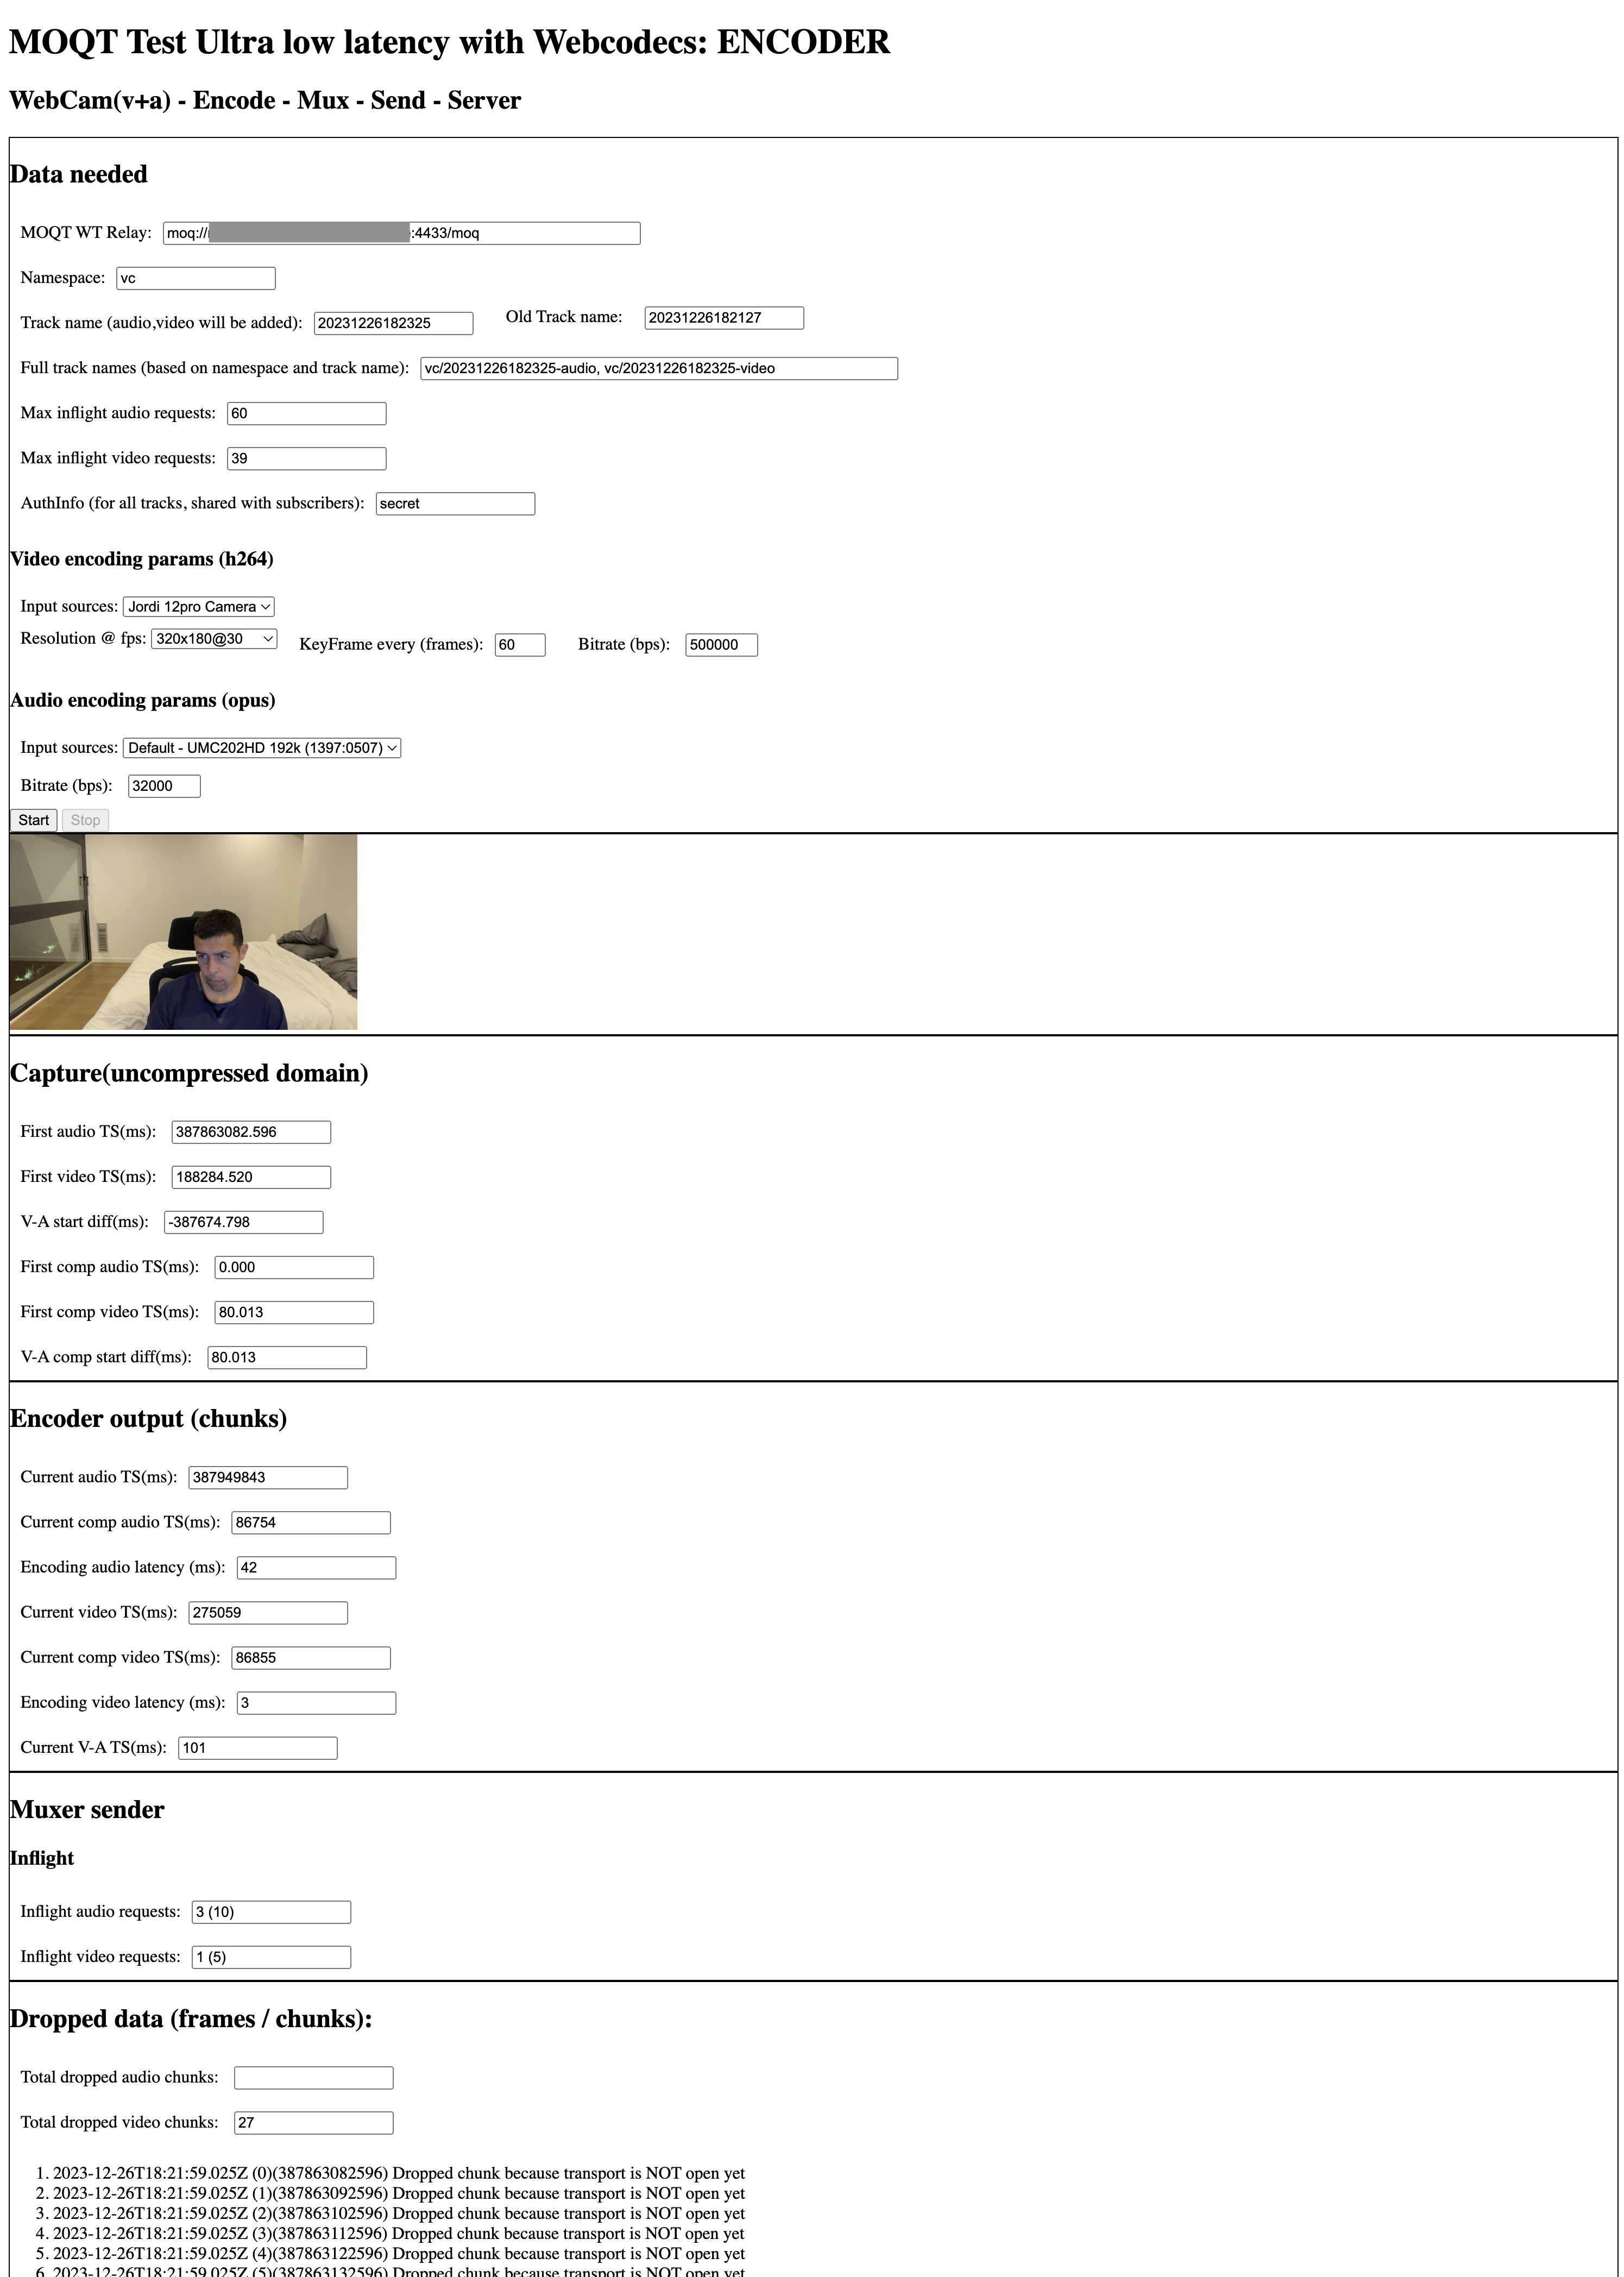 MOQT Test Ultra low latency with Webcodecs: ENCODER
WebCam(v+a) - Encode - Mux - Send - Server
Data needed
MOQT WT Relay: moq:// :4433/moq
Namespace: vc
Track name (audio,video will be added): 20231226182325 Old Track name: 20231226182127
Full track names (based on namespace and track name): vc/20231226182325-audio, vc/20231226182325-video
Max inflight audio requests: 60
Max inflight video requests: 39
AuthInfo (for all tracks, shared with subscribers): secret
Video encoding params (h264)
Input sources: Jordi 12pro Camera
Resolution @ fps: 320x180@30 KeyFrame every (frames): 60 Bitrate (bps): 500000
Audio encoding params (opus)
Input sources: Default - UMC202HD 192k (1397:0507)
Bitrate (bps): 32000
Start Stop
Capture(uncompressed domain)
First audio TS(ms): 387863082.596
First video TS(ms): 188284.520
V-A start diff(ms): -387674.798
First comp audio TS(ms): 0.000
First comp video TS(ms): 80.013
V-A comp start diff(ms): 80.013
Encoder output (chunks)
Current audio TS(ms): 387949843
Current comp audio TS(ms): 86754
Encoding audio latency (ms): 42
Current video TS(ms): 275059
Current comp video TS(ms): 86855
Encoding video latency (ms): 3
Current V-A TS(ms): 101
Muxer sender
Inflight
Inflight audio requests: 3 (10)
Inflight video requests: 1 (5)
Dropped data (frames / chunks):
Total dropped audio chunks:
Total dropped video chunks: 27
1. 2023-12-26T18:21:59.025Z (0)(387863082596) Dropped chunk because transport is NOT open yet
2. 2023-12-26T18:21:59.025Z (1)(387863092596) Dropped chunk because transport is NOT open yet
3. 2023-12-26T18:21:59.025Z (2)(387863102596) Dropped chunk because transport is NOT open yet
4. 2023-12-26T18:21:59.025Z (3)(387863112596) Dropped chunk because transport is NOT open yet
5. 2023-12-26T18:21:59.025Z (4)(387863122596) Dropped chunk because transport is NOT open yet
6. 2023-12-26T18:21:59.025Z (5)(387863132596) Dropped chunk because transport is NOT open yet